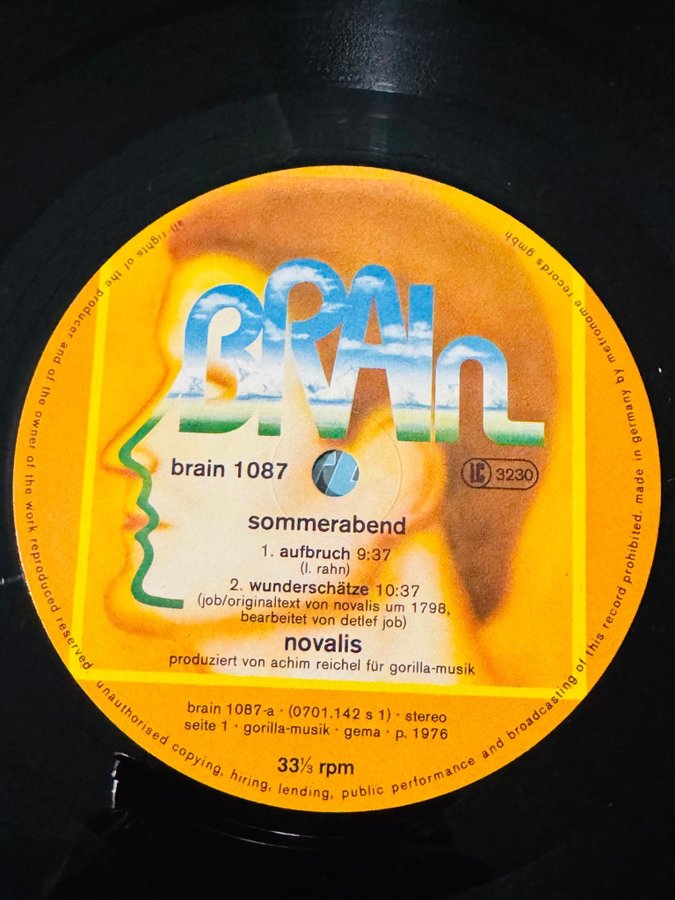 BRAIn
brain 1087
LC 3230
sommerabend
1. aufbruch 9:37
(l. rahn)
2. wunderschätze 10:37
(job/originaltext von novalis um 1798,
bearbeitet von detlef job)
novalis
produziert von achim reichel für gorilla-musik
brain 1087-a · (0701.142 s 1) · stereo
seite 1 · gorilla-musik · gema · p. 1976
33⅓ rpm
all rights of the producer and of the owner of the work reproduced reserved. unauthorised copying, hiring, lending, public performance and broadcasting of this record prohibited. made in germany by metronome records gmbh